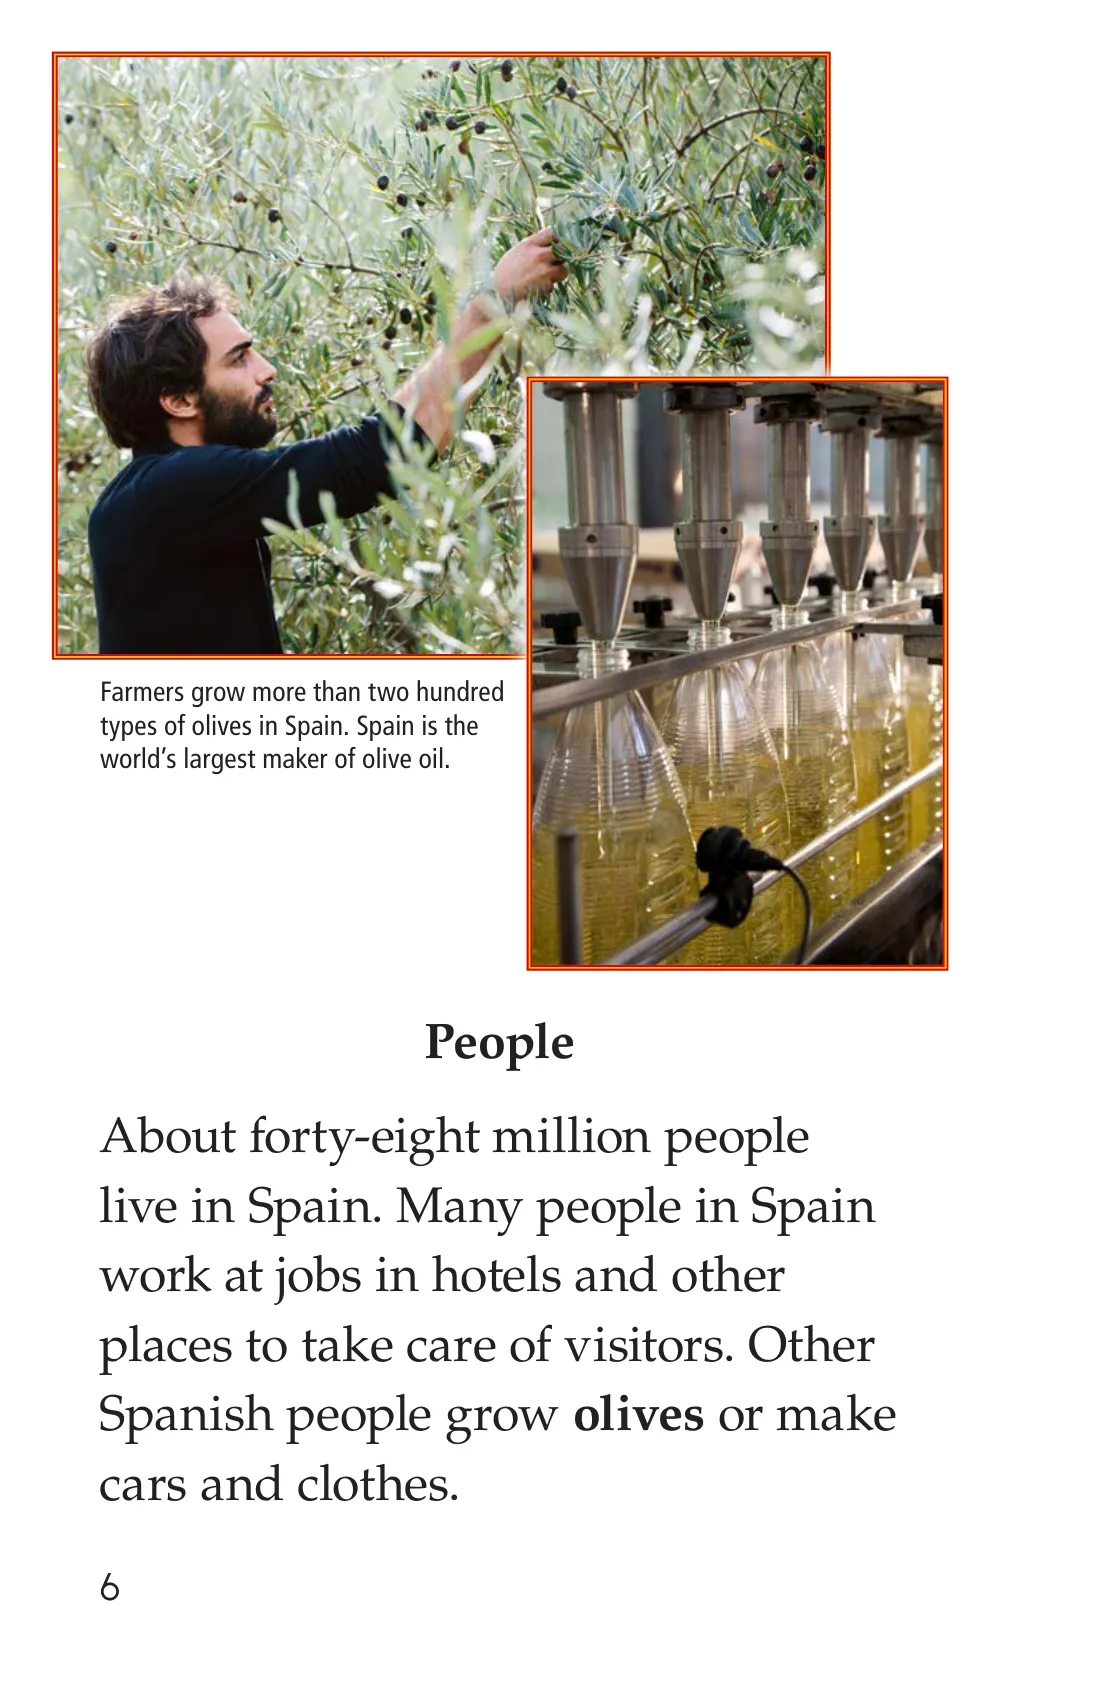 Farmers grow more than two hundred
types of olives in Spain. Spain is the
world’s largest maker of olive oil.
People
About forty-eight million people
live in Spain. Many people in Spain
work at jobs in hotels and other
places to take care of visitors. Other
Spanish people grow olives or make
cars and clothes.
6